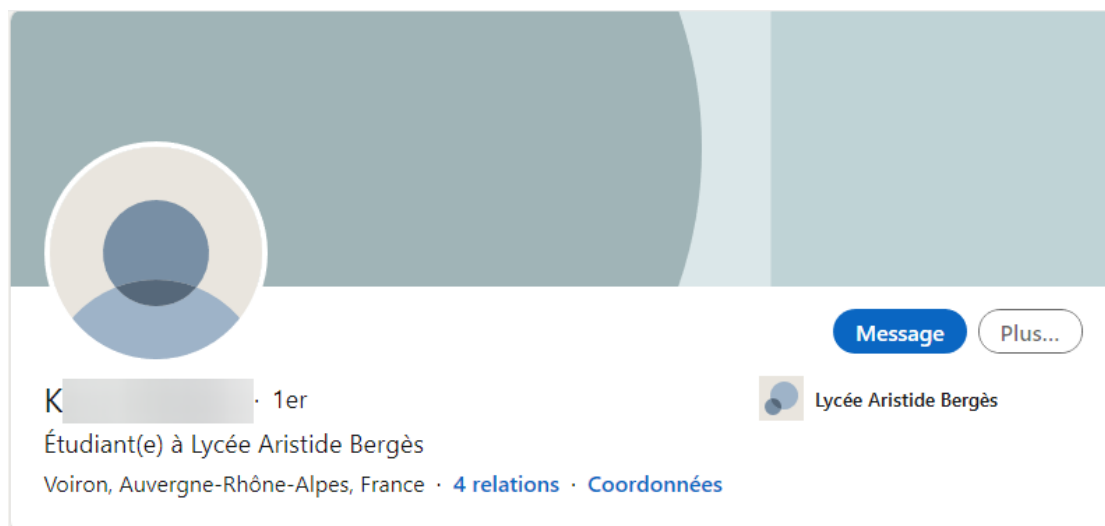 Message
Plus...
K · 1er
Lycée Aristide Bergès
Étudiant(e) à Lycée Aristide Bergès
Voiron, Auvergne-Rhône-Alpes, France · 4 relations · Coordonnées